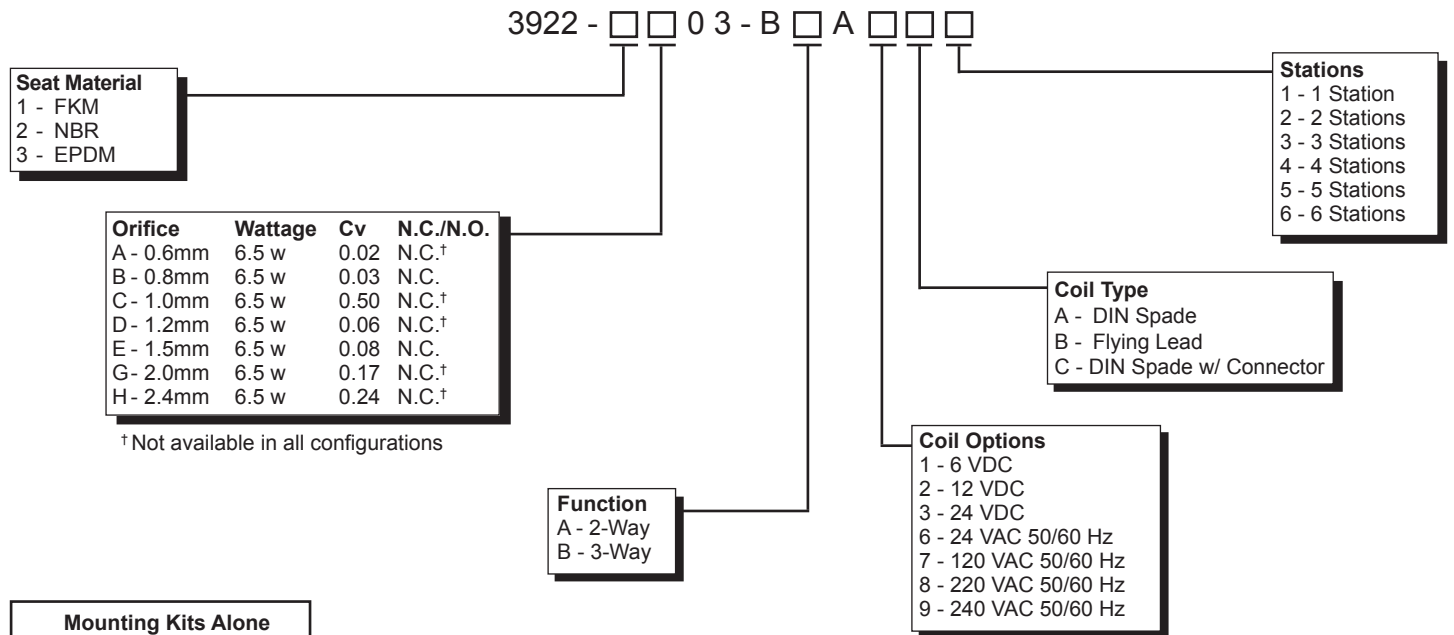 3922 - □ □ 0 3 - B □ A □ □ □
Seat Material
1 - FKM
2 - NBR
3 - EPDM
Stations
1 - 1 Station
2 - 2 Stations
3 - 3 Stations
4 - 4 Stations
5 - 5 Stations
6 - 6 Stations
Orifice Wattage Cv N.C./N.O.
A - 0.6mm 6.5 w 0.02 N.C.†
B - 0.8mm 6.5 w 0.03 N.C.
C - 1.0mm 6.5 w 0.50 N.C.†
D - 1.2mm 6.5 w 0.06 N.C.†
E - 1.5mm 6.5 w 0.08 N.C.
G - 2.0mm 6.5 w 0.17 N.C.†
H - 2.4mm 6.5 w 0.24 N.C.†
† Not available in all configurations
Coil Type
A - DIN Spade
B - Flying Lead
C - DIN Spade w/ Connector
Function
A - 2-Way
B - 3-Way
Coil Options
1 - 6 VDC
2 - 12 VDC
3 - 24 VDC
6 - 24 VAC 50/60 Hz
7 - 120 VAC 50/60 Hz
8 - 220 VAC 50/60 Hz
9 - 240 VAC 50/60 Hz
Mounting Kits Alone